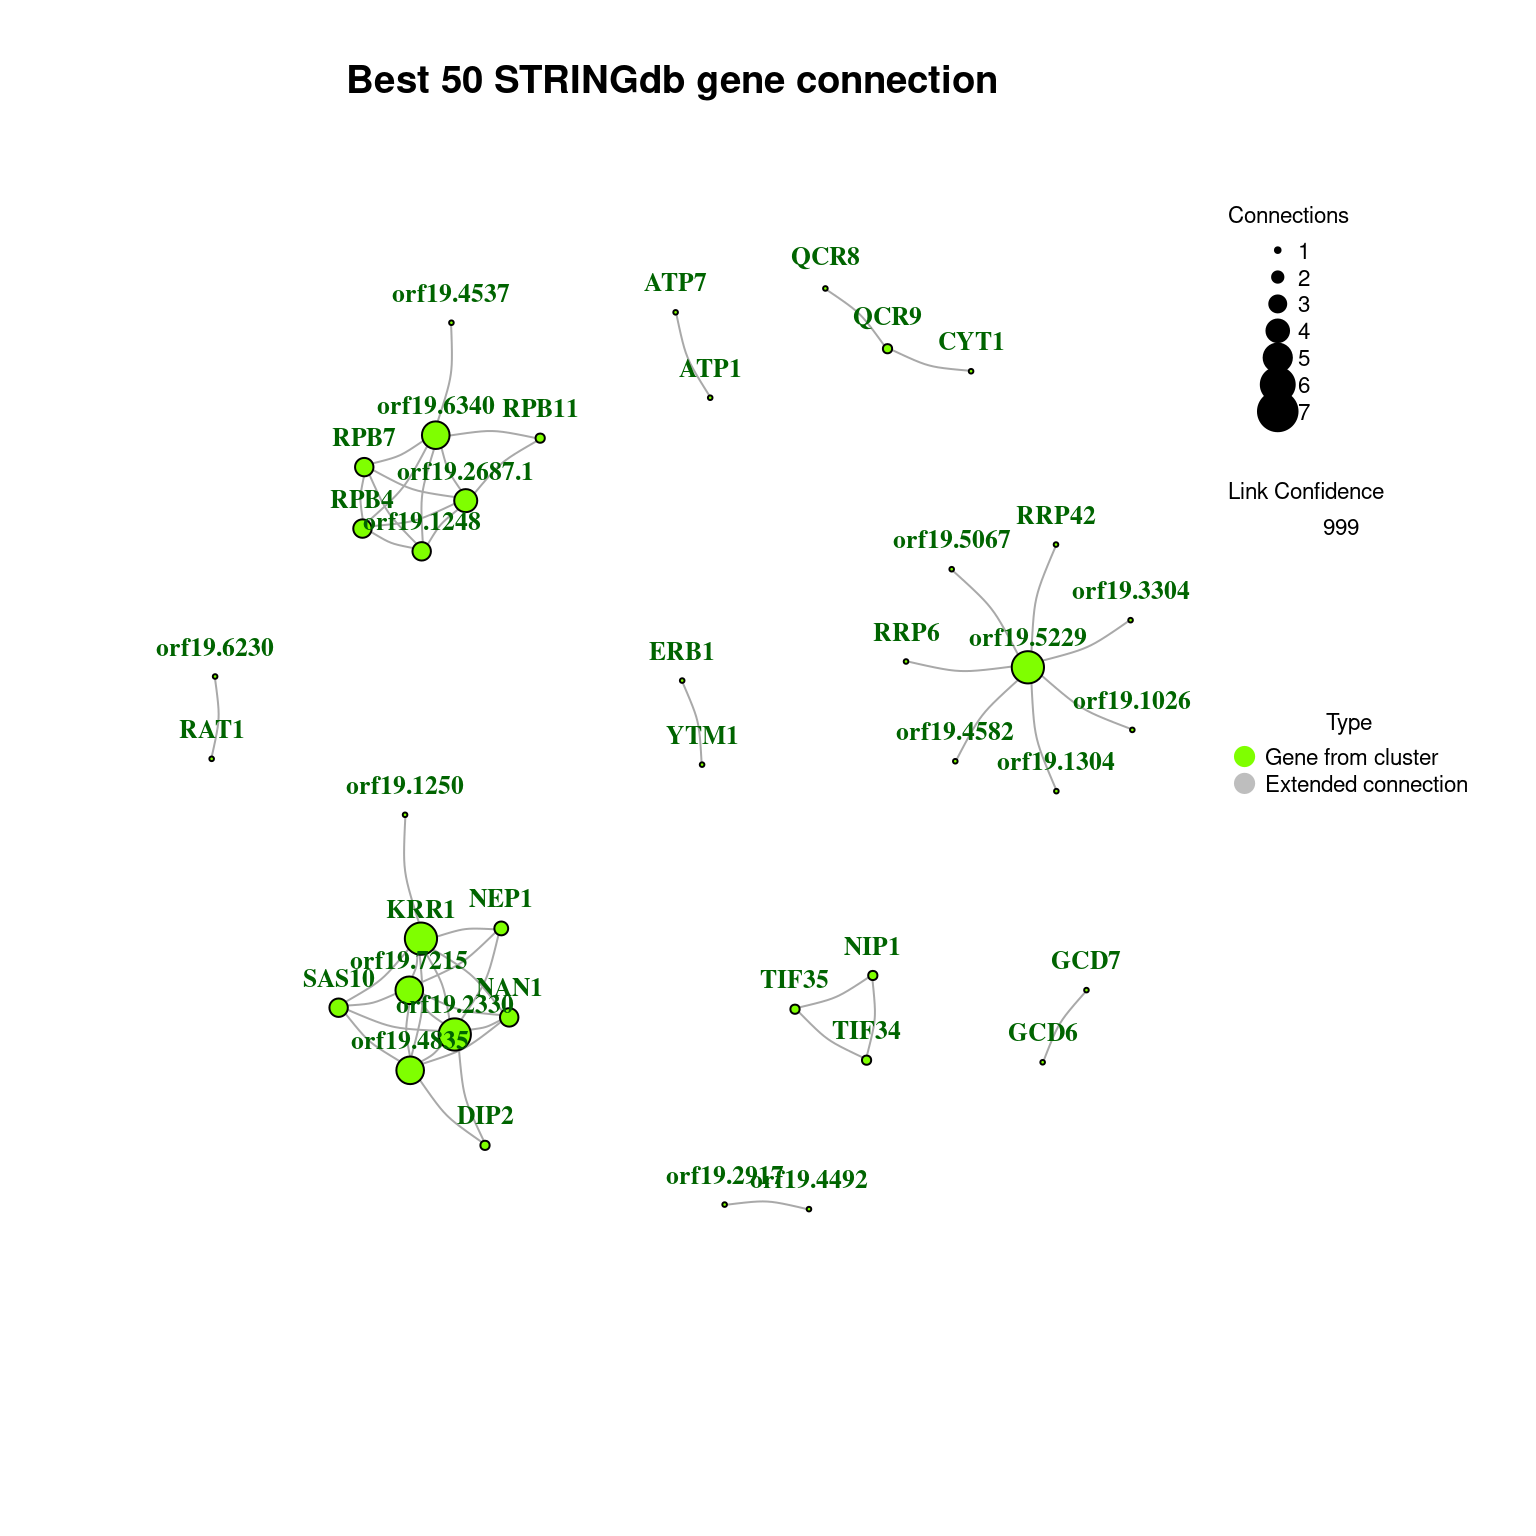 Best 50 STRINGdb gene connection
Connections
1
2
3
4
5
6
7
Link Confidence
999
Type
Gene from cluster
Extended connection
QCR8
ATP7
orf19.4537
QCR9
CYT1
ATP1
orf19.6340
RPB11
RPB7
orf19.2687.1
RPB4
orf19.1248
RRP42
orf19.5067
orf19.3304
RRP6
orf19.5229
orf19.6230
ERB1
orf19.1026
RAT1
YTM1
orf19.4582
orf19.1304
orf19.1250
NEP1
KRR1
NIP1
orf19.7215
GCD7
SAS10
TIF35
NAN1
orf19.2330
TIF34
GCD6
orf19.4835
DIP2
orf19.2917
orf19.4492